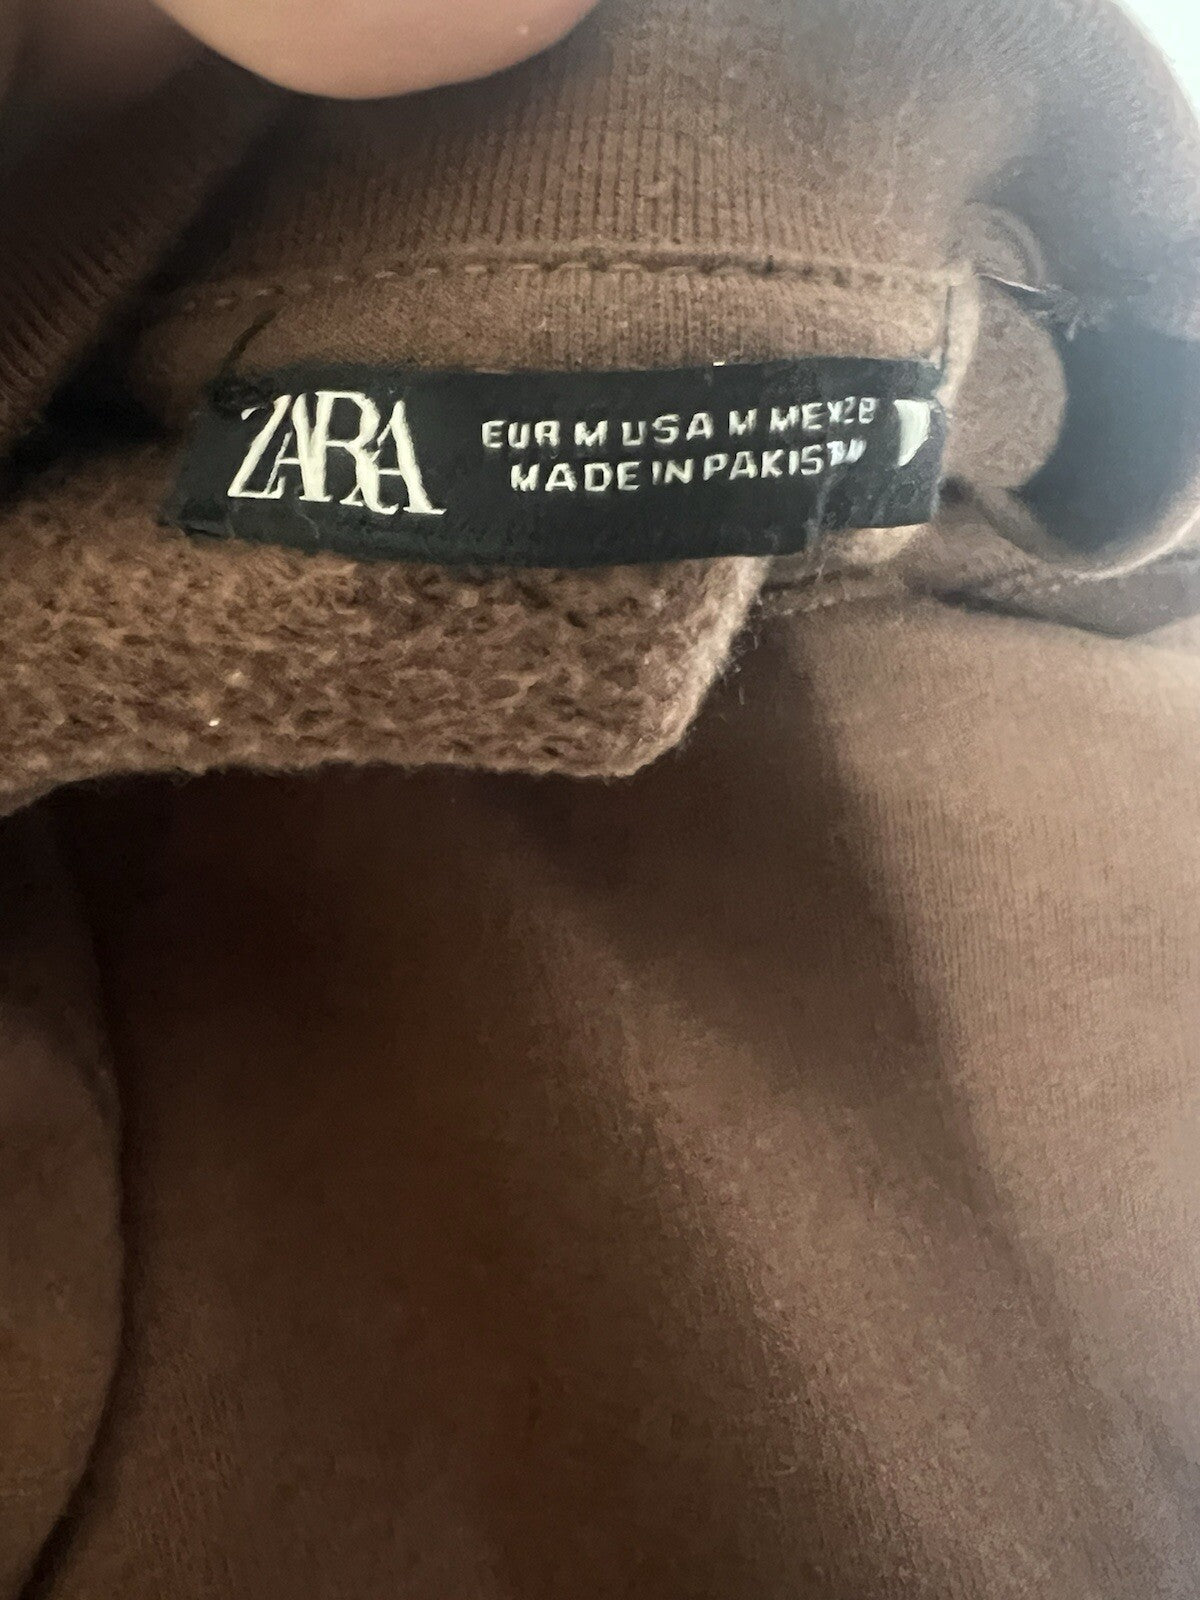 ZARA
EUR M USA M MEX 28
MADE IN PAKISTAN